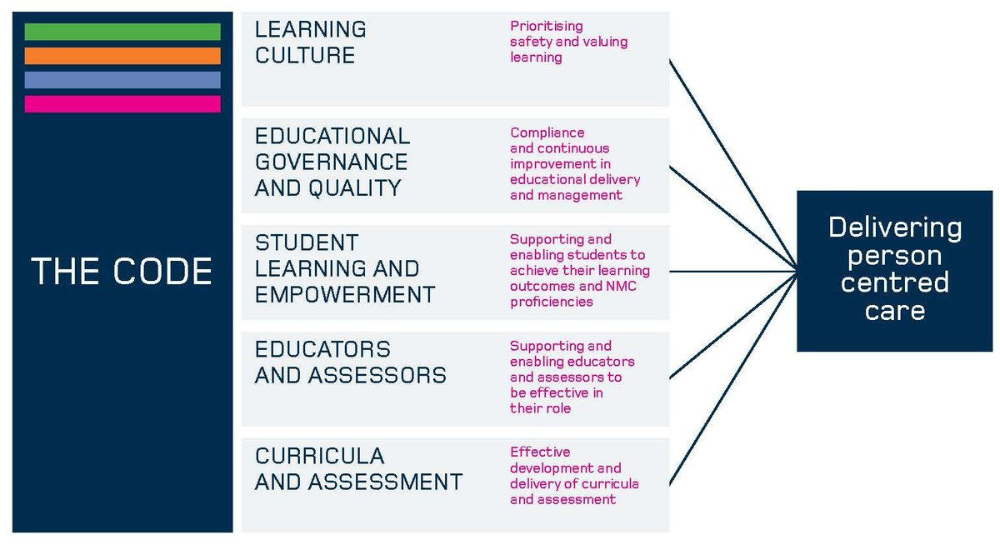 THE CODE
LEARNING
CULTURE
Prioritising
safety and valuing
learning
EDUCATIONAL
GOVERNANCE
AND QUALITY
Compliance
and continuous
improvement in
educational delivery
and management
STUDENT
LEARNING AND
EMPOWERMENT
Supporting and
enabling students to
achieve their learning
outcomes and NMC
proficiencies
EDUCATORS
AND ASSESSORS
Supporting and
enabling educators
and assessors to
be effective in
their role
CURRICULA
AND ASSESSMENT
Effective
development and
delivery of curricula
and assessment
Delivering
person
centred
care